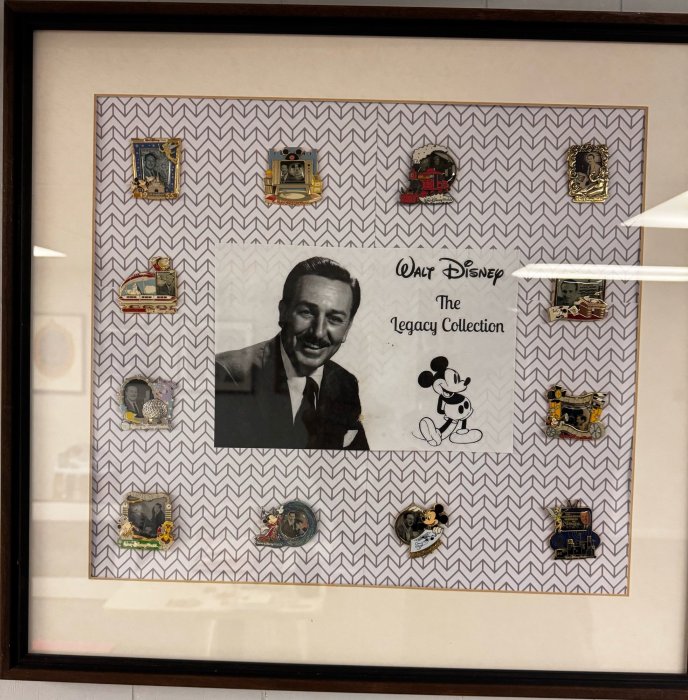 Walt Disney
The
Legacy Collection